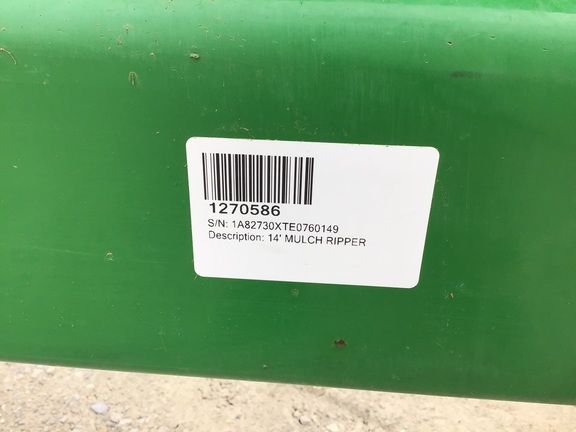 1270586
S/N: 1A82730XTE0760149
Description: 14' MULCH RIPPER